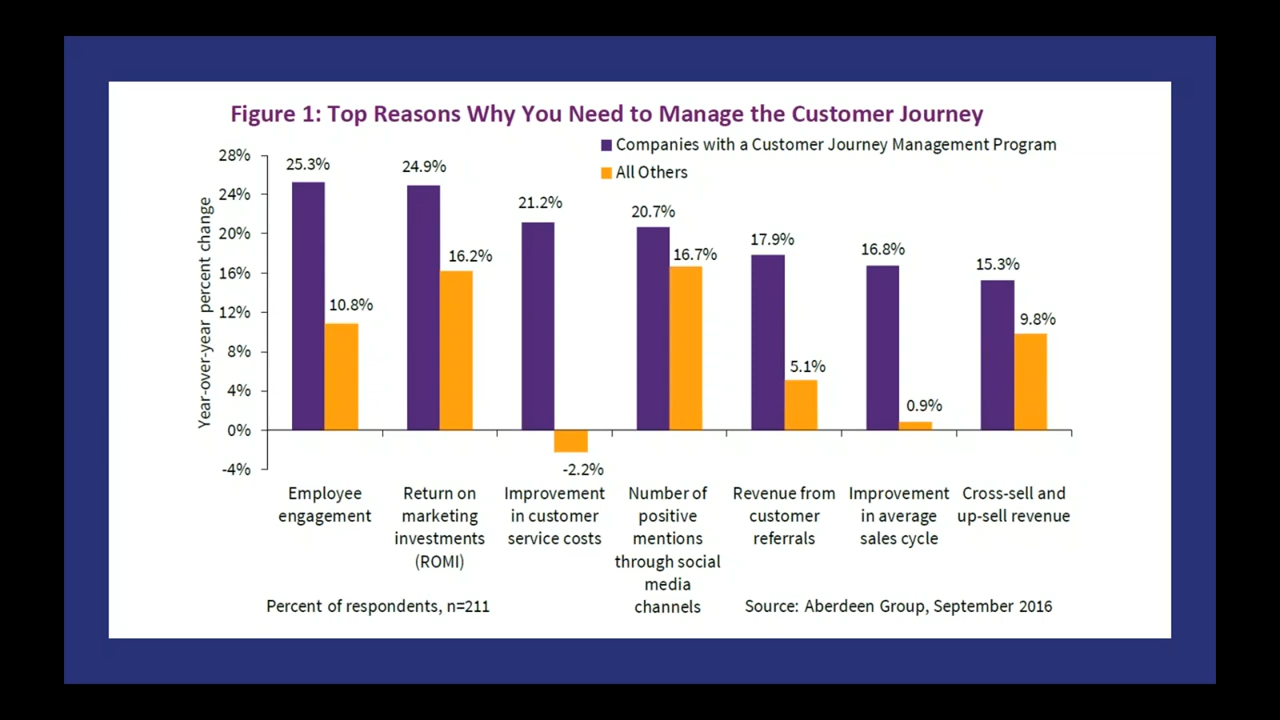 Figure 1: Top Reasons Why You Need to Manage the Customer Journey
Companies with a Customer Journey Management Program
All Others
Year-over-year percent change
28%
24%
20%
16%
12%
8%
4%
0%
-4%
25.3%
10.8%
24.9%
16.2%
21.2%
-2.2%
20.7%
16.7%
17.9%
5.1%
16.8%
0.9%
15.3%
9.8%
Employee
engagement
Return on
marketing
investments
(ROMI)
Improvement
in customer
service costs
Number of
positive
mentions
through social
media
channels
Revenue from
customer
referrals
Improvement
in average
sales cycle
Cross-sell and
up-sell revenue
Percent of respondents, n=211
Source: Aberdeen Group, September 2016